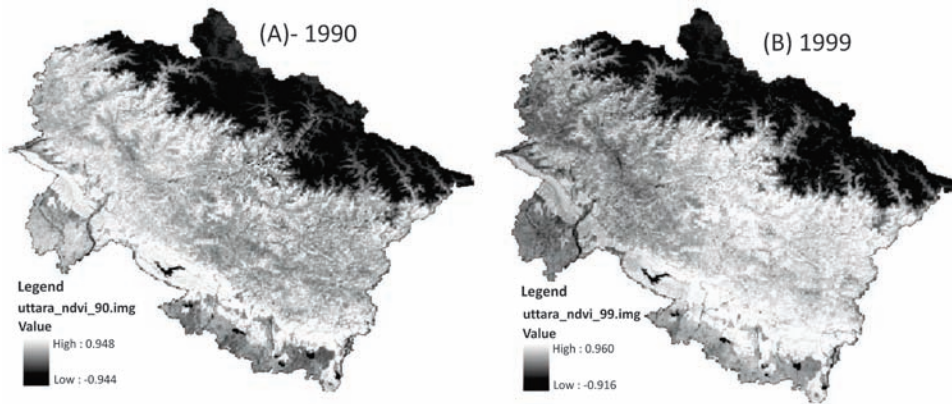 (A)- 1990
Legend
uttara_ndvi_90.img
Value
High : 0.948
Low : -0.944
(B) 1999
Legend
uttara_ndvi_99.img
Value
High : 0.960
Low : -0.916